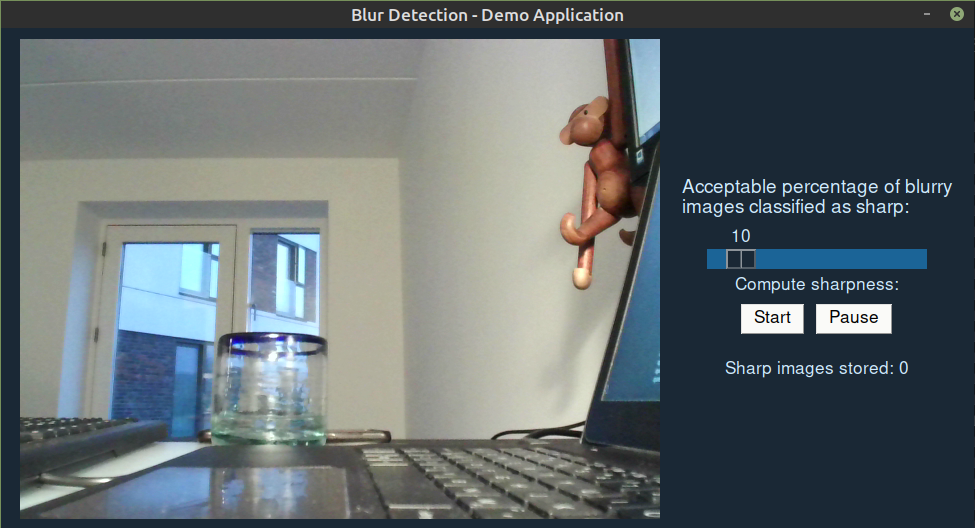 Blur Detection - Demo Application
Acceptable percentage of blurry
images classified as sharp:
10
Compute sharpness:
Start Pause
Sharp images stored: 0